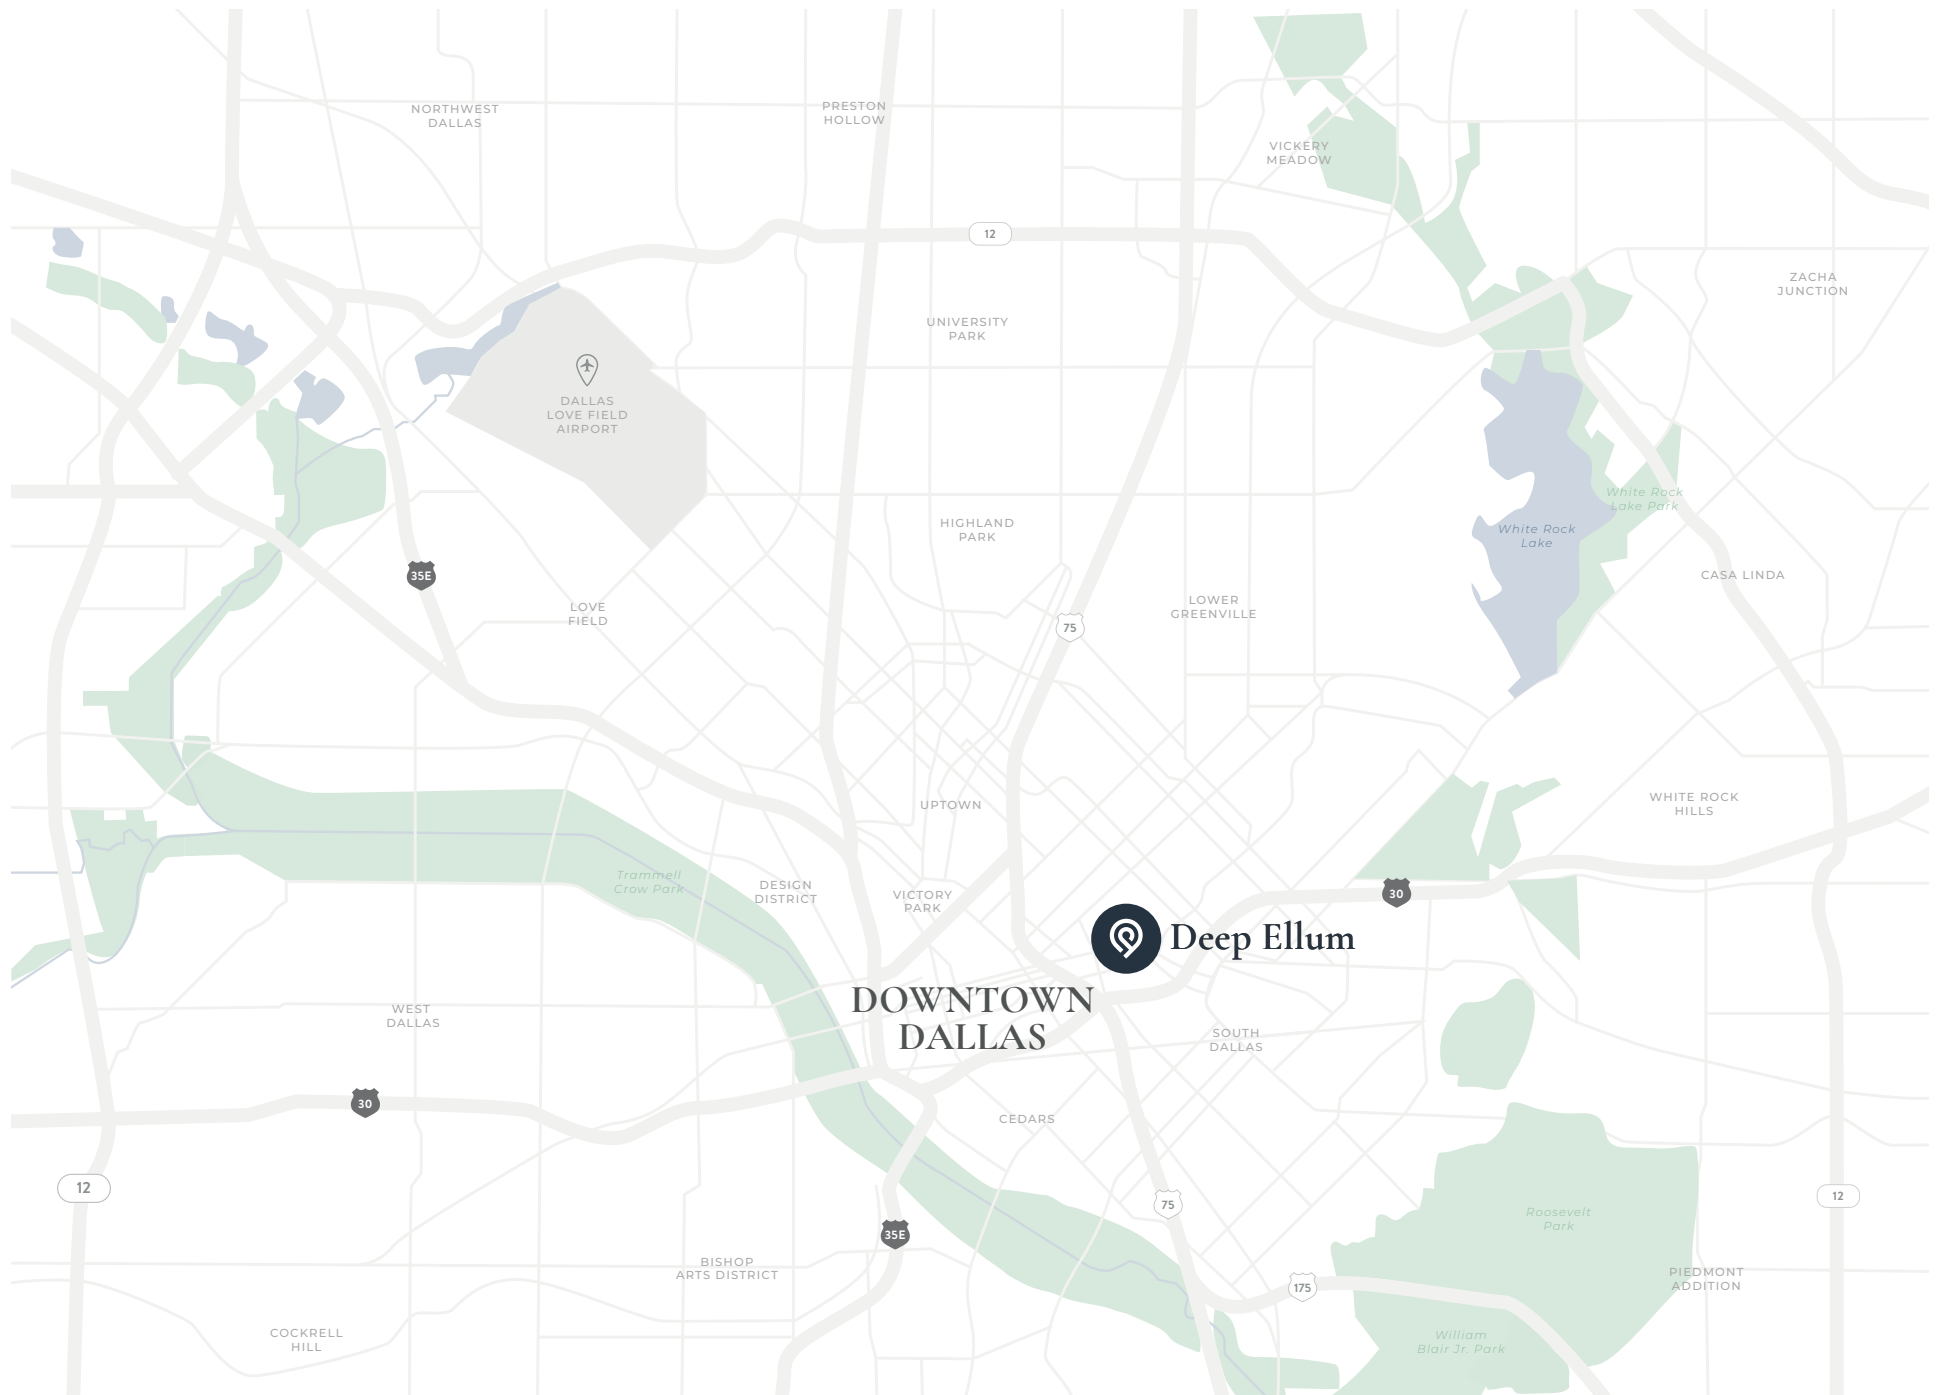 NORTHWEST
DALLAS
PRESTON
HOLLOW
VICKERY
MEADOW
12
ZACHA
JUNCTION
UNIVERSITY
PARK
DALLAS
LOVE FIELD
AIRPORT
White Rock
Lake Park
HIGHLAND
PARK
White Rock
Lake
35E
CASA LINDA
LOVE
FIELD
LOWER
GREENVILLE
75
UPTOWN
WHITE ROCK
HILLS
Trammell
Crow Park
DESIGN
DISTRICT
VICTORY
PARK
30
Deep Ellum
DOWNTOWN
DALLAS
WEST
DALLAS
SOUTH
DALLAS
30
CEDARS
12
75
12
Roosevelt
Park
35E
BISHOP
ARTS DISTRICT
175
PIEDMONT
ADDITION
COCKRELL
HILL
William
Blair Jr. Park